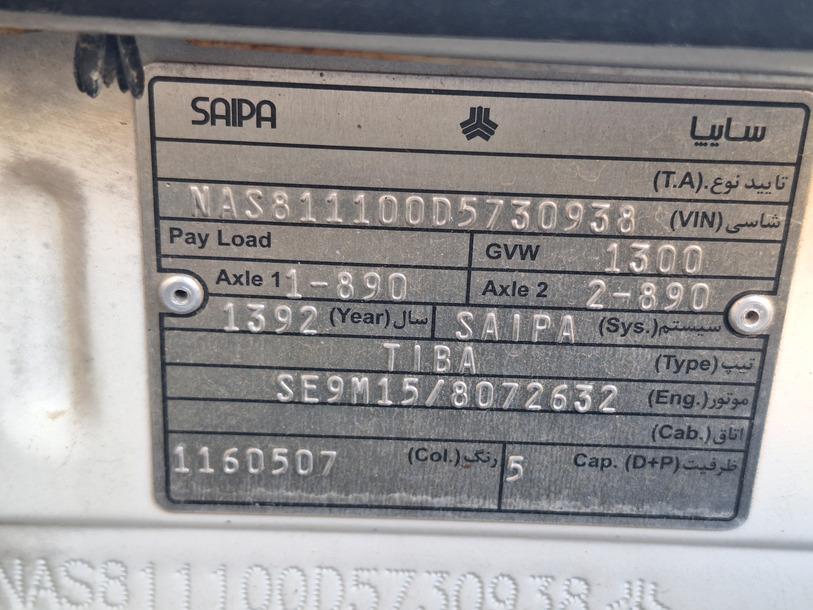 SAIPA سایپا
تایید نوع.(T.A)
NAS811100D5730938 شاسی(VIN)
Pay Load GVW 1300
Axle 1 1-890 Axle 2 2-890
1392 سال(Year) SAIPA سیستم(Sys.)
TIBA تیپ(Type)
SE9M15/8072632 موتور(Eng.)
اتاق(Cab.)
1160507 رنگ(Col.) 5 ظرفیت(D+P) Cap.
NAS811100D5730938